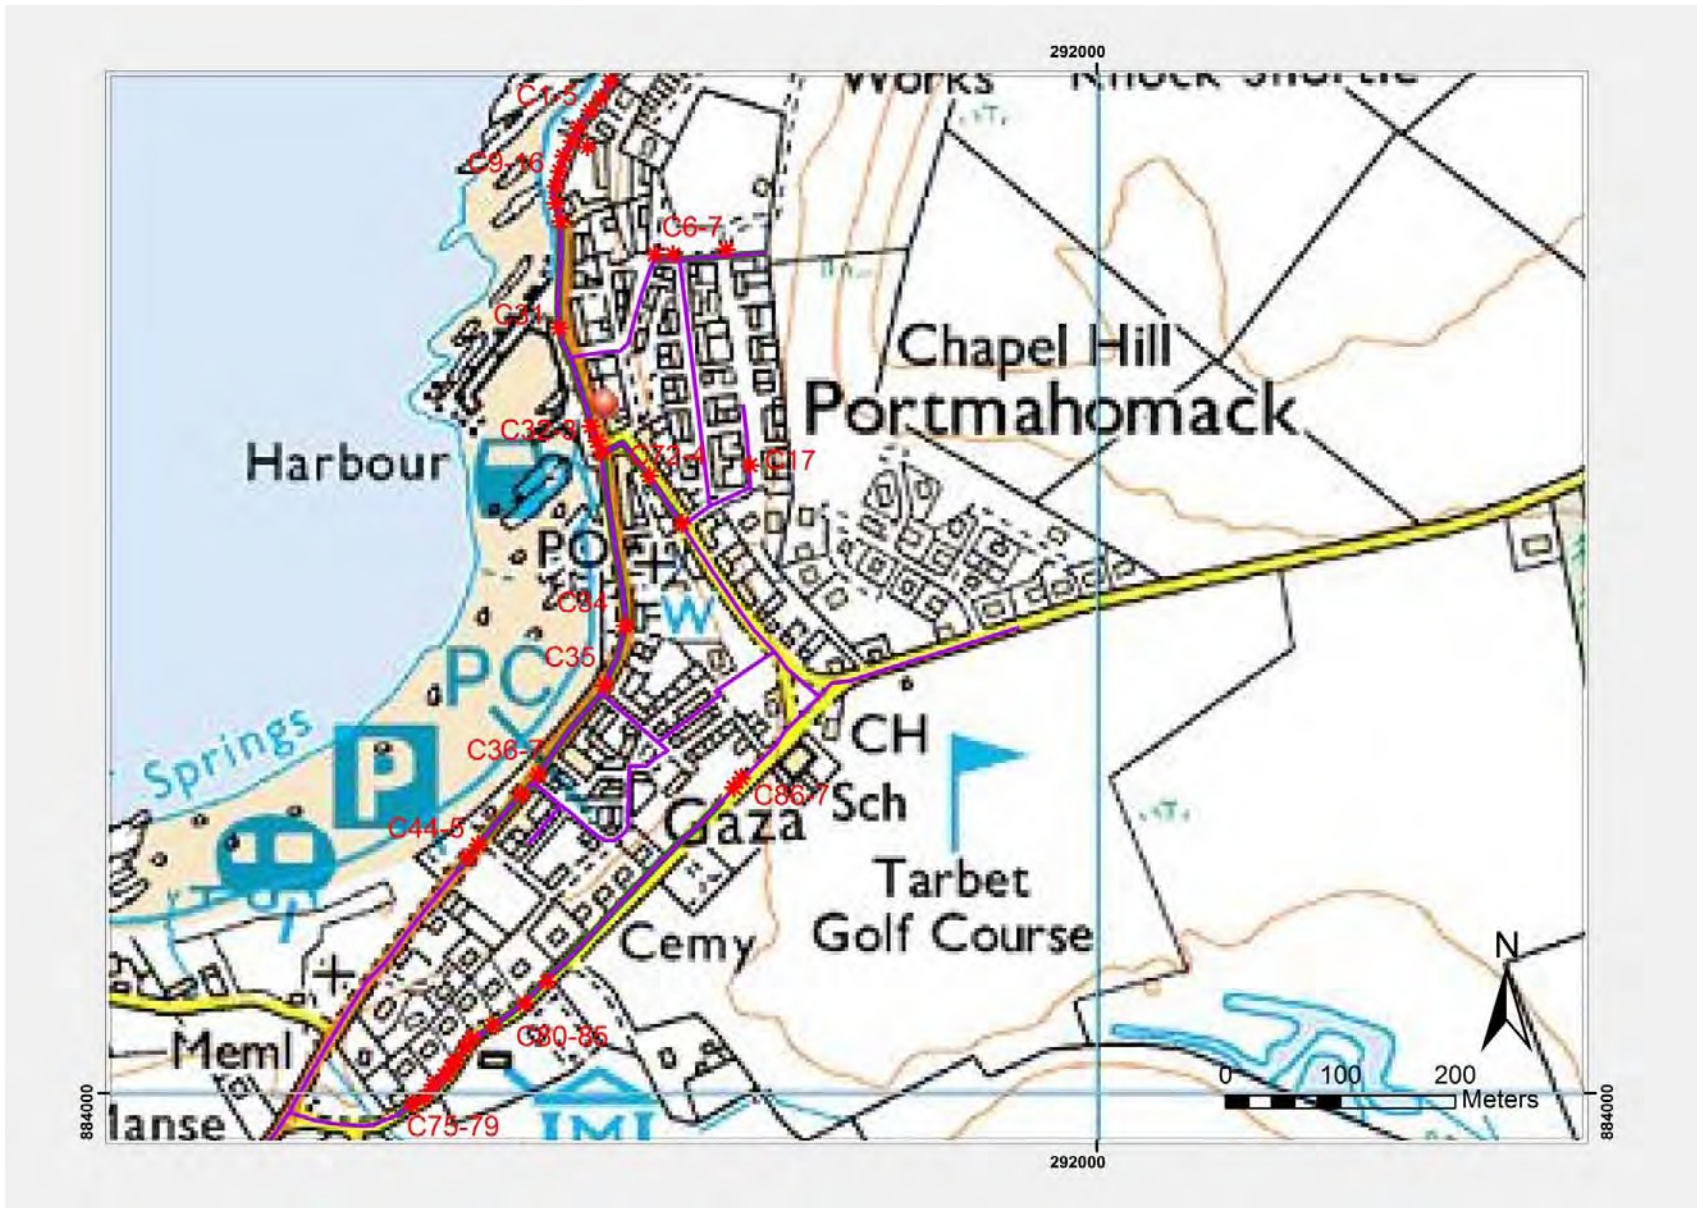 292000
Works
C1-5
C9-16
C6-7
C31
Chapel Hill
Portmahomack
C32-3
C72-4
C17
Harbour
PO
C34
W
C35
PC
CH
Springs
C36-7
P
C86-7
Sch
Gaza
C44-5
Tarbet
Golf Course
Cemy
N
C80-85
Meml
0 100 200
Meters
884000
884000
C75-79
292000